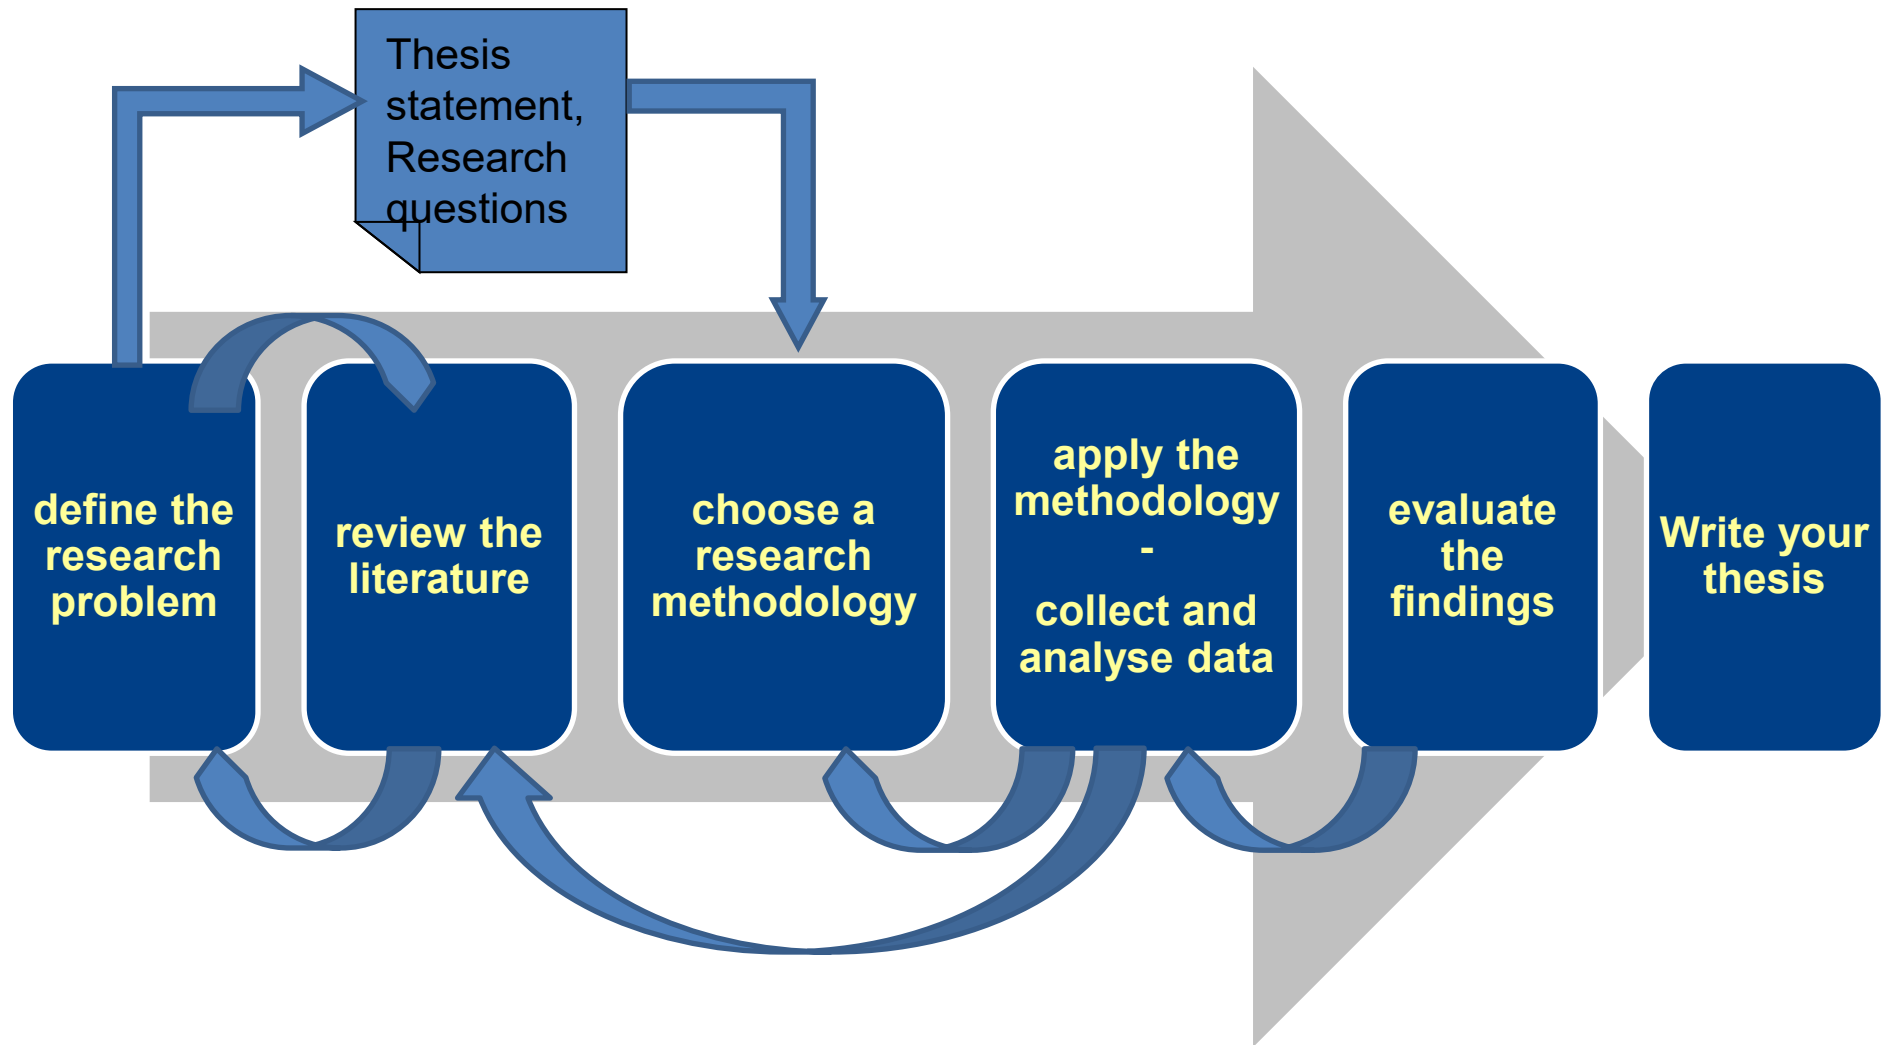 Thesis
statement,
Research
questions
define the
research
problem
review the
literature
choose a
research
methodology
apply the
methodology
-
collect and
analyse data
evaluate
the
findings
Write your
thesis